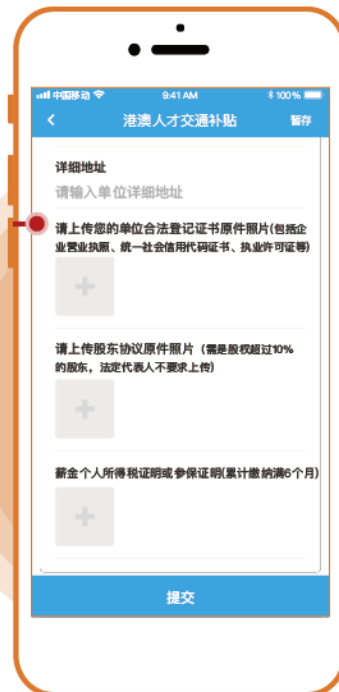 中国移动 9:41 AM 100%
港澳人才交通补贴 暂存
详细地址
请输入单位详细地址
请上传您的单位合法登记证书原件照片(包括企
业营业执照、统一社会信用代码证书、执业许可证等)
请上传股东协议原件照片（需是股权超过10%
的股东，法定代表人不要求上传)
薪金个人所得税证明或参保证明(累计缴纳满6个月)
提交